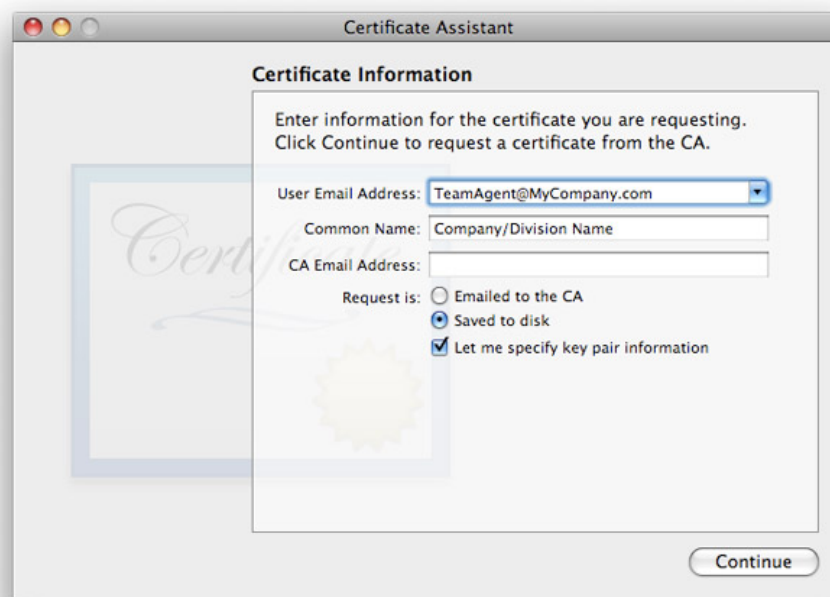 Certificate Assistant
Certificate Information
Enter information for the certificate you are requesting.
Click Continue to request a certificate from the CA.
User Email Address: TeamAgent@MyCompany.com
Common Name: Company/Division Name
CA Email Address:
Request is: Emailed to the CA
Saved to disk
Let me specify key pair information
Certificate
Continue